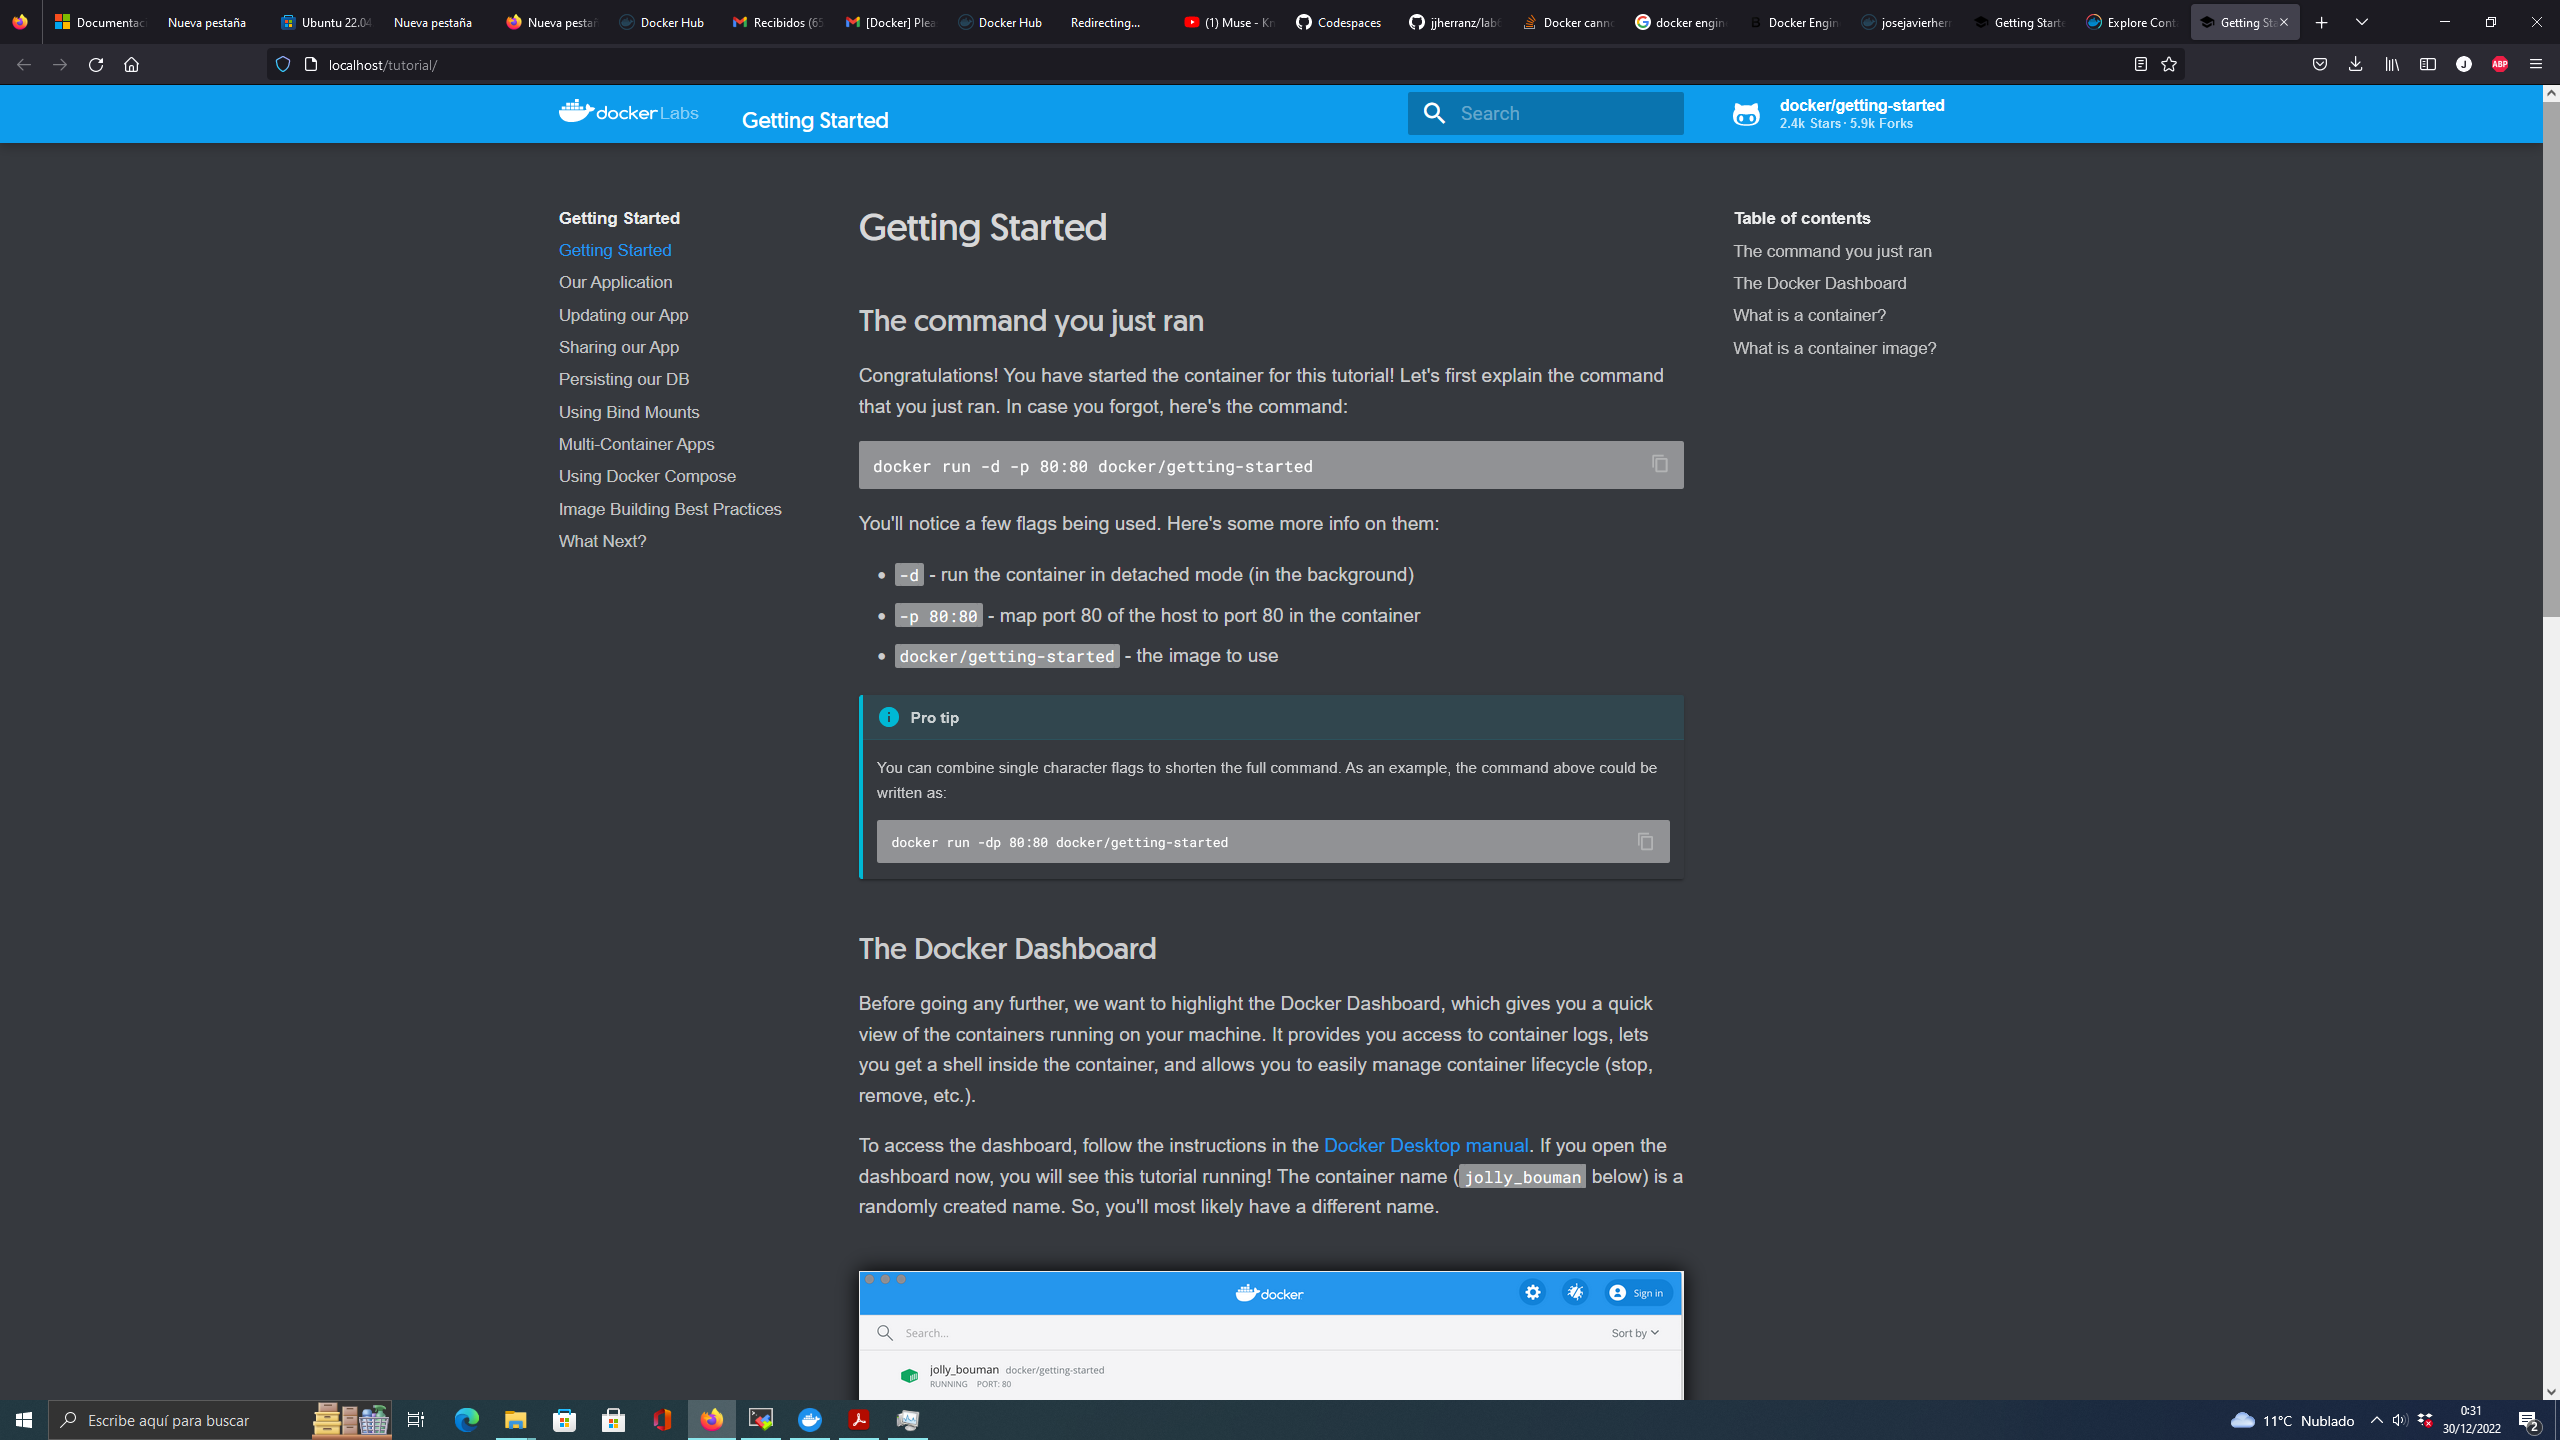 Documentac
Nueva pestaña
Ubuntu 22.04
Nueva pestaña
Nueva pestañ
Docker Hub
Recibidos (65
[Docker] Plea
Docker Hub
Redirecting...
(1) Muse - Kn
Codespaces
jjherranz/lab6
Docker canno
docker engin
Docker Engin
josejavierherr
Getting Starte
Explore Conta
Getting Sta
localhost/tutorial/
ABP
docker Labs
Getting Started
Search
docker/getting-started
2.4k Stars · 5.9k Forks
Getting Started
Getting Started
Our Application
Updating our App
Sharing our App
Persisting our DB
Using Bind Mounts
Multi-Container Apps
Using Docker Compose
Image Building Best Practices
What Next?
Getting Started
The command you just ran
Congratulations! You have started the container for this tutorial! Let's first explain the command
that you just ran. In case you forgot, here's the command:
docker run -d -p 80:80 docker/getting-started
You'll notice a few flags being used. Here's some more info on them:
• -d - run the container in detached mode (in the background)
• -p 80:80 - map port 80 of the host to port 80 in the container
• docker/getting-started - the image to use
Pro tip
You can combine single character flags to shorten the full command. As an example, the command above could be
written as:
docker run -dp 80:80 docker/getting-started
The Docker Dashboard
Before going any further, we want to highlight the Docker Dashboard, which gives you a quick
view of the containers running on your machine. It provides you access to container logs, lets
you get a shell inside the container, and allows you to easily manage container lifecycle (stop,
remove, etc.).
To access the dashboard, follow the instructions in the Docker Desktop manual. If you open the
dashboard now, you will see this tutorial running! The container name (jolly_bouman below) is a
randomly created name. So, you'll most likely have a different name.
docker
Sign in
Search...
Sort by
jolly_bouman docker/getting-started
RUNNING PORT: 80
Table of contents
The command you just ran
The Docker Dashboard
What is a container?
What is a container image?
Escribe aquí para buscar
11°C Nublado
0:31
30/12/2022
2